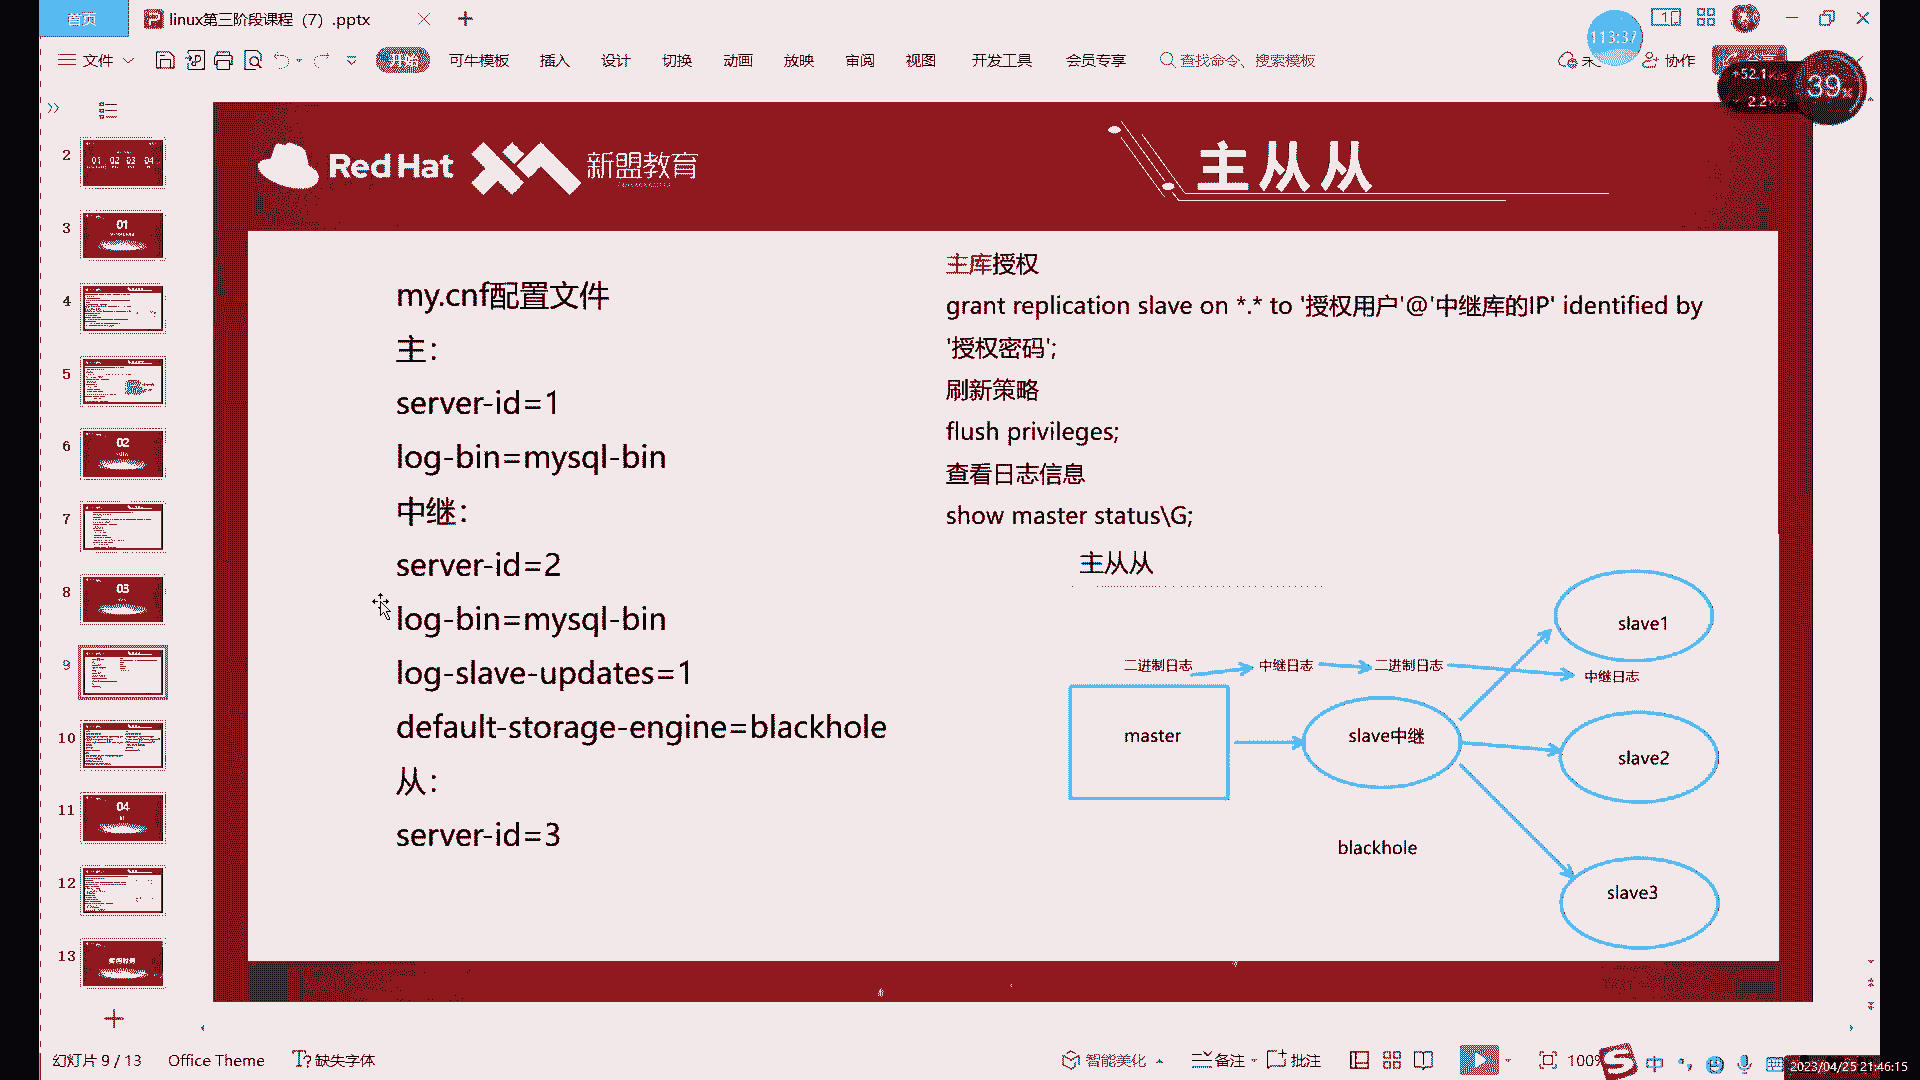 首页
linux第三阶段课程（7）.pptx
113:37
文件
开始
可牛模板
插入
设计
切换
动画
放映
审阅
视图
开发工具
会员专享
查找命令、搜索模板
协作
39%
Red Hat
新盟教育
主从从
my.cnf配置文件
主：
server-id=1
log-bin=mysql-bin
中继：
server-id=2
log-bin=mysql-bin
log-slave-updates=1
default-storage-engine=blackhole
从：
server-id=3
主库授权
grant replication slave on *.* to '授权用户'@'中继库的IP' identified by
'授权密码';
刷新策略
flush privileges;
查看日志信息
show master status\G;
主从从
二进制日志
中继日志
二进制日志
中继日志
master
slave中继
blackhole
slave1
slave2
slave3
2
01 02 03 04
3
01
4
5
6
02
7
8
03
9
10
11
04
12
13
幻灯片 9 / 13
Office Theme
缺失字体
智能美化
备注
批注
100%
中
2023/04/25 21:46:15